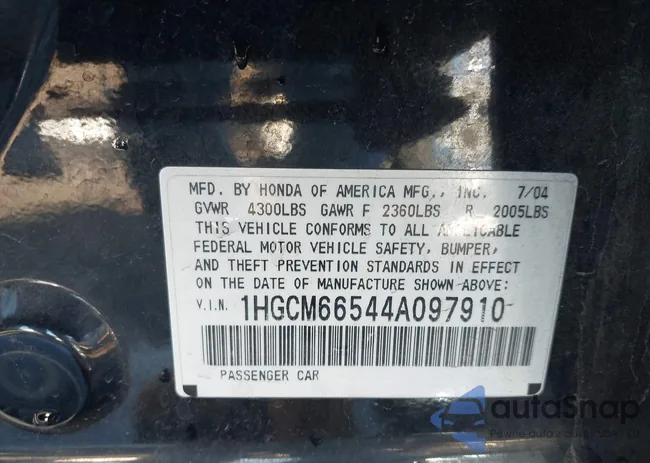 MFD. BY HONDA OF AMERICA MFG., INC. 7/04
GVWR 4300LBS GAWR F 2360LBS R 2005LBS
THIS VEHICLE CONFORMS TO ALL APPLICABLE
FEDERAL MOTOR VEHICLE SAFETY, BUMPER,
AND THEFT PREVENTION STANDARDS IN EFFECT
ON THE DATE OF MANUFACTURE SHOWN ABOVE:
V.I.N. 1HGCM66544A097910
PASSENGER CAR
autoSnap
Pewne auto z